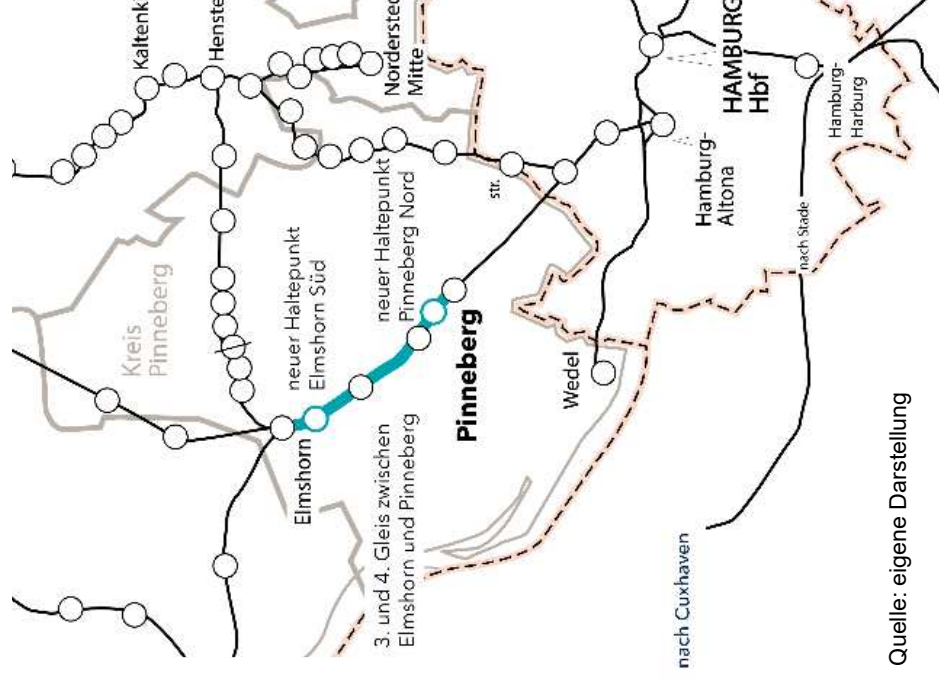 Kaltenk
Henste
Norderstec
Mitte
HAMBURG
Hbf
Hamburg-
Harburg
Kreis
Pinneberg
neuer Haltepunkt
Elmshorn Süd
neuer Haltepunkt
Pinneberg Nord
str.
Hamburg-
Altona
nach Stade
Elmshorn
Pinneberg
Wedel
3. und 4. Gleis zwischen
Elmshorn und Pinneberg
nach Cuxhaven
Quelle: eigene Darstellung